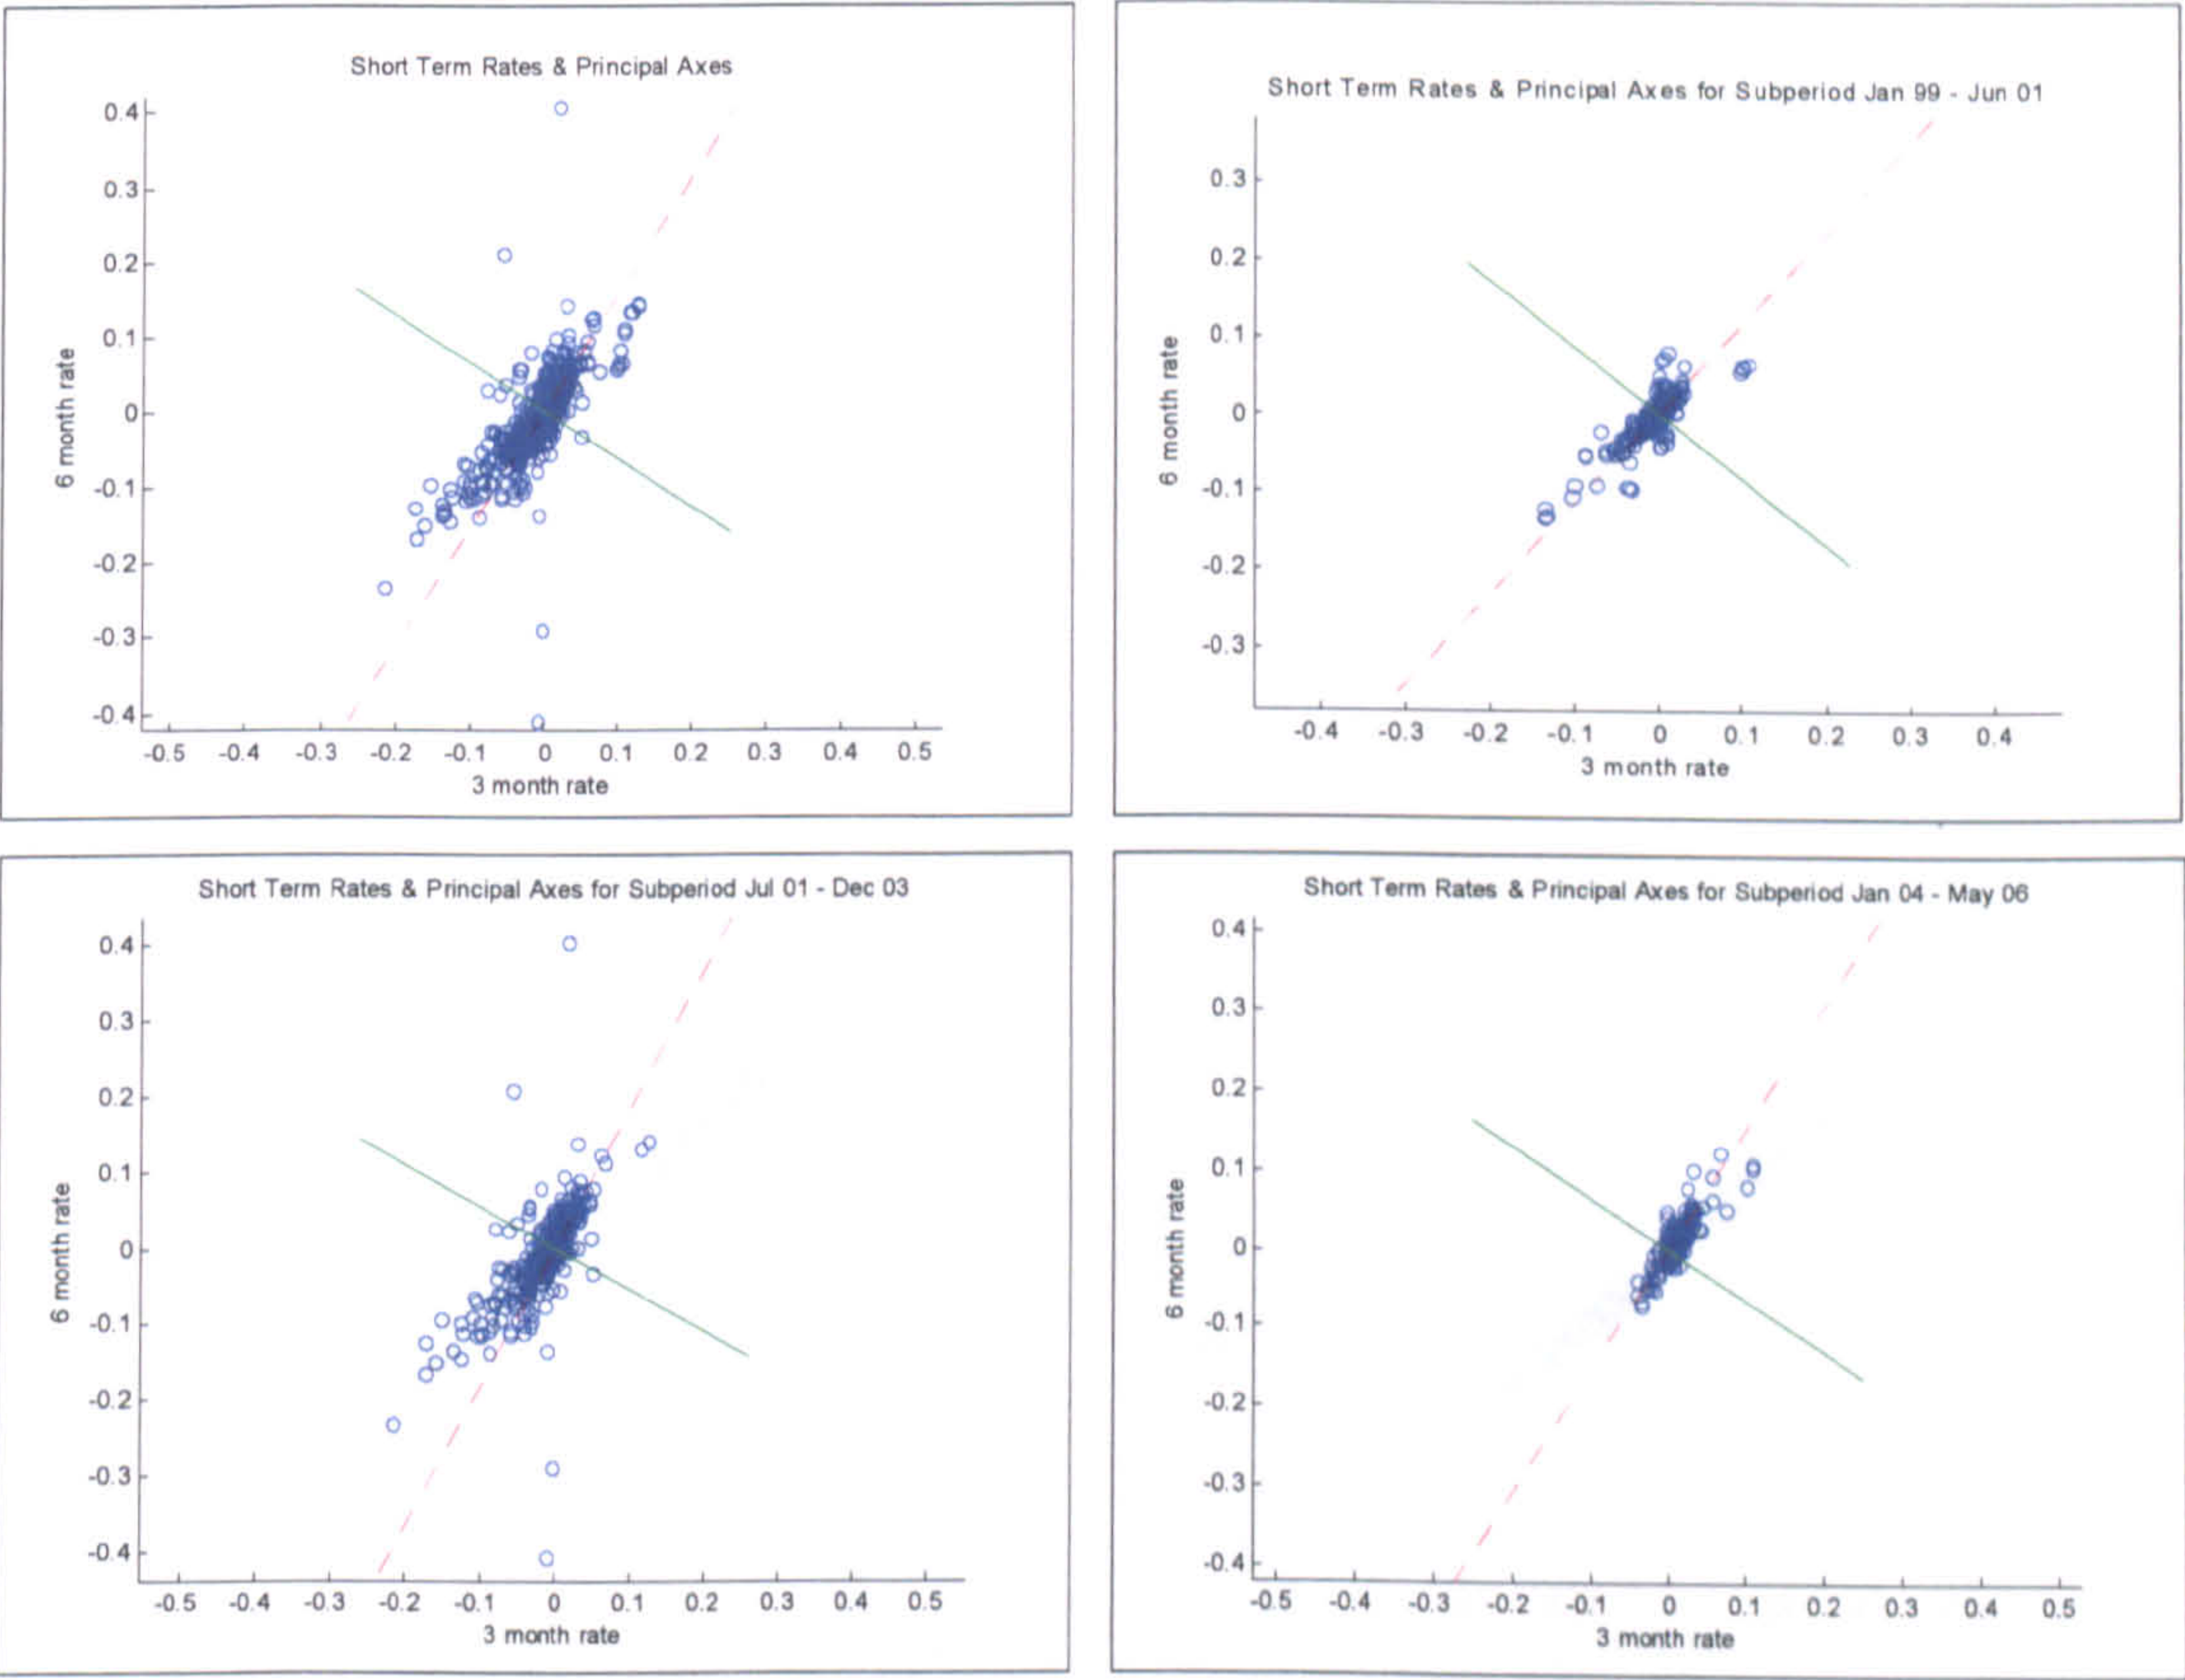 Short Term Rates & Principal Axes
0.4
0.3
0.2
0.1
0
-0.1
-0.2
-0.3
-0.4
6 month rate
-0.5 -0.4 -0.3 -0.2 -0.1 0 0.1 0.2 0.3 0.4 0.5
3 month rate
Short Term Rates & Principal Axes for Subperiod Jan 99 - Jun 01
0.3
0.2
0.1
0
-0.1
-0.2
-0.3
6 month rate
-0.4 -0.3 -0.2 -0.1 0 0.1 0.2 0.3 0.4
3 month rate
Short Term Rates & Principal Axes for Subperiod Jul 01 - Dec 03
0.4
0.3
0.2
0.1
0
-0.1
-0.2
-0.3
-0.4
6 month rate
-0.5 -0.4 -0.3 -0.2 -0.1 0 0.1 0.2 0.3 0.4 0.5
3 month rate
Short Term Rates & Principal Axes for Subperiod Jan 04 - May 06
0.4
0.3
0.2
0.1
0
-0.1
-0.2
-0.3
-0.4
6 month rate
-0.5 -0.4 -0.3 -0.2 -0.1 0 0.1 0.2 0.3 0.4 0.5
3 month rate